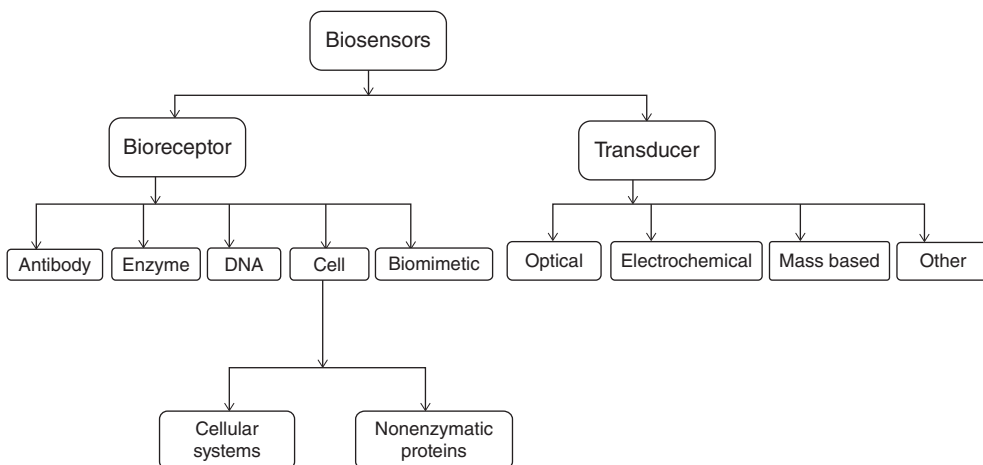 Biosensors
Bioreceptor
Transducer
Antibody
Enzyme
DNA
Cell
Biomimetic
Optical
Electrochemical
Mass based
Other
Cellular
systems
Nonenzymatic
proteins